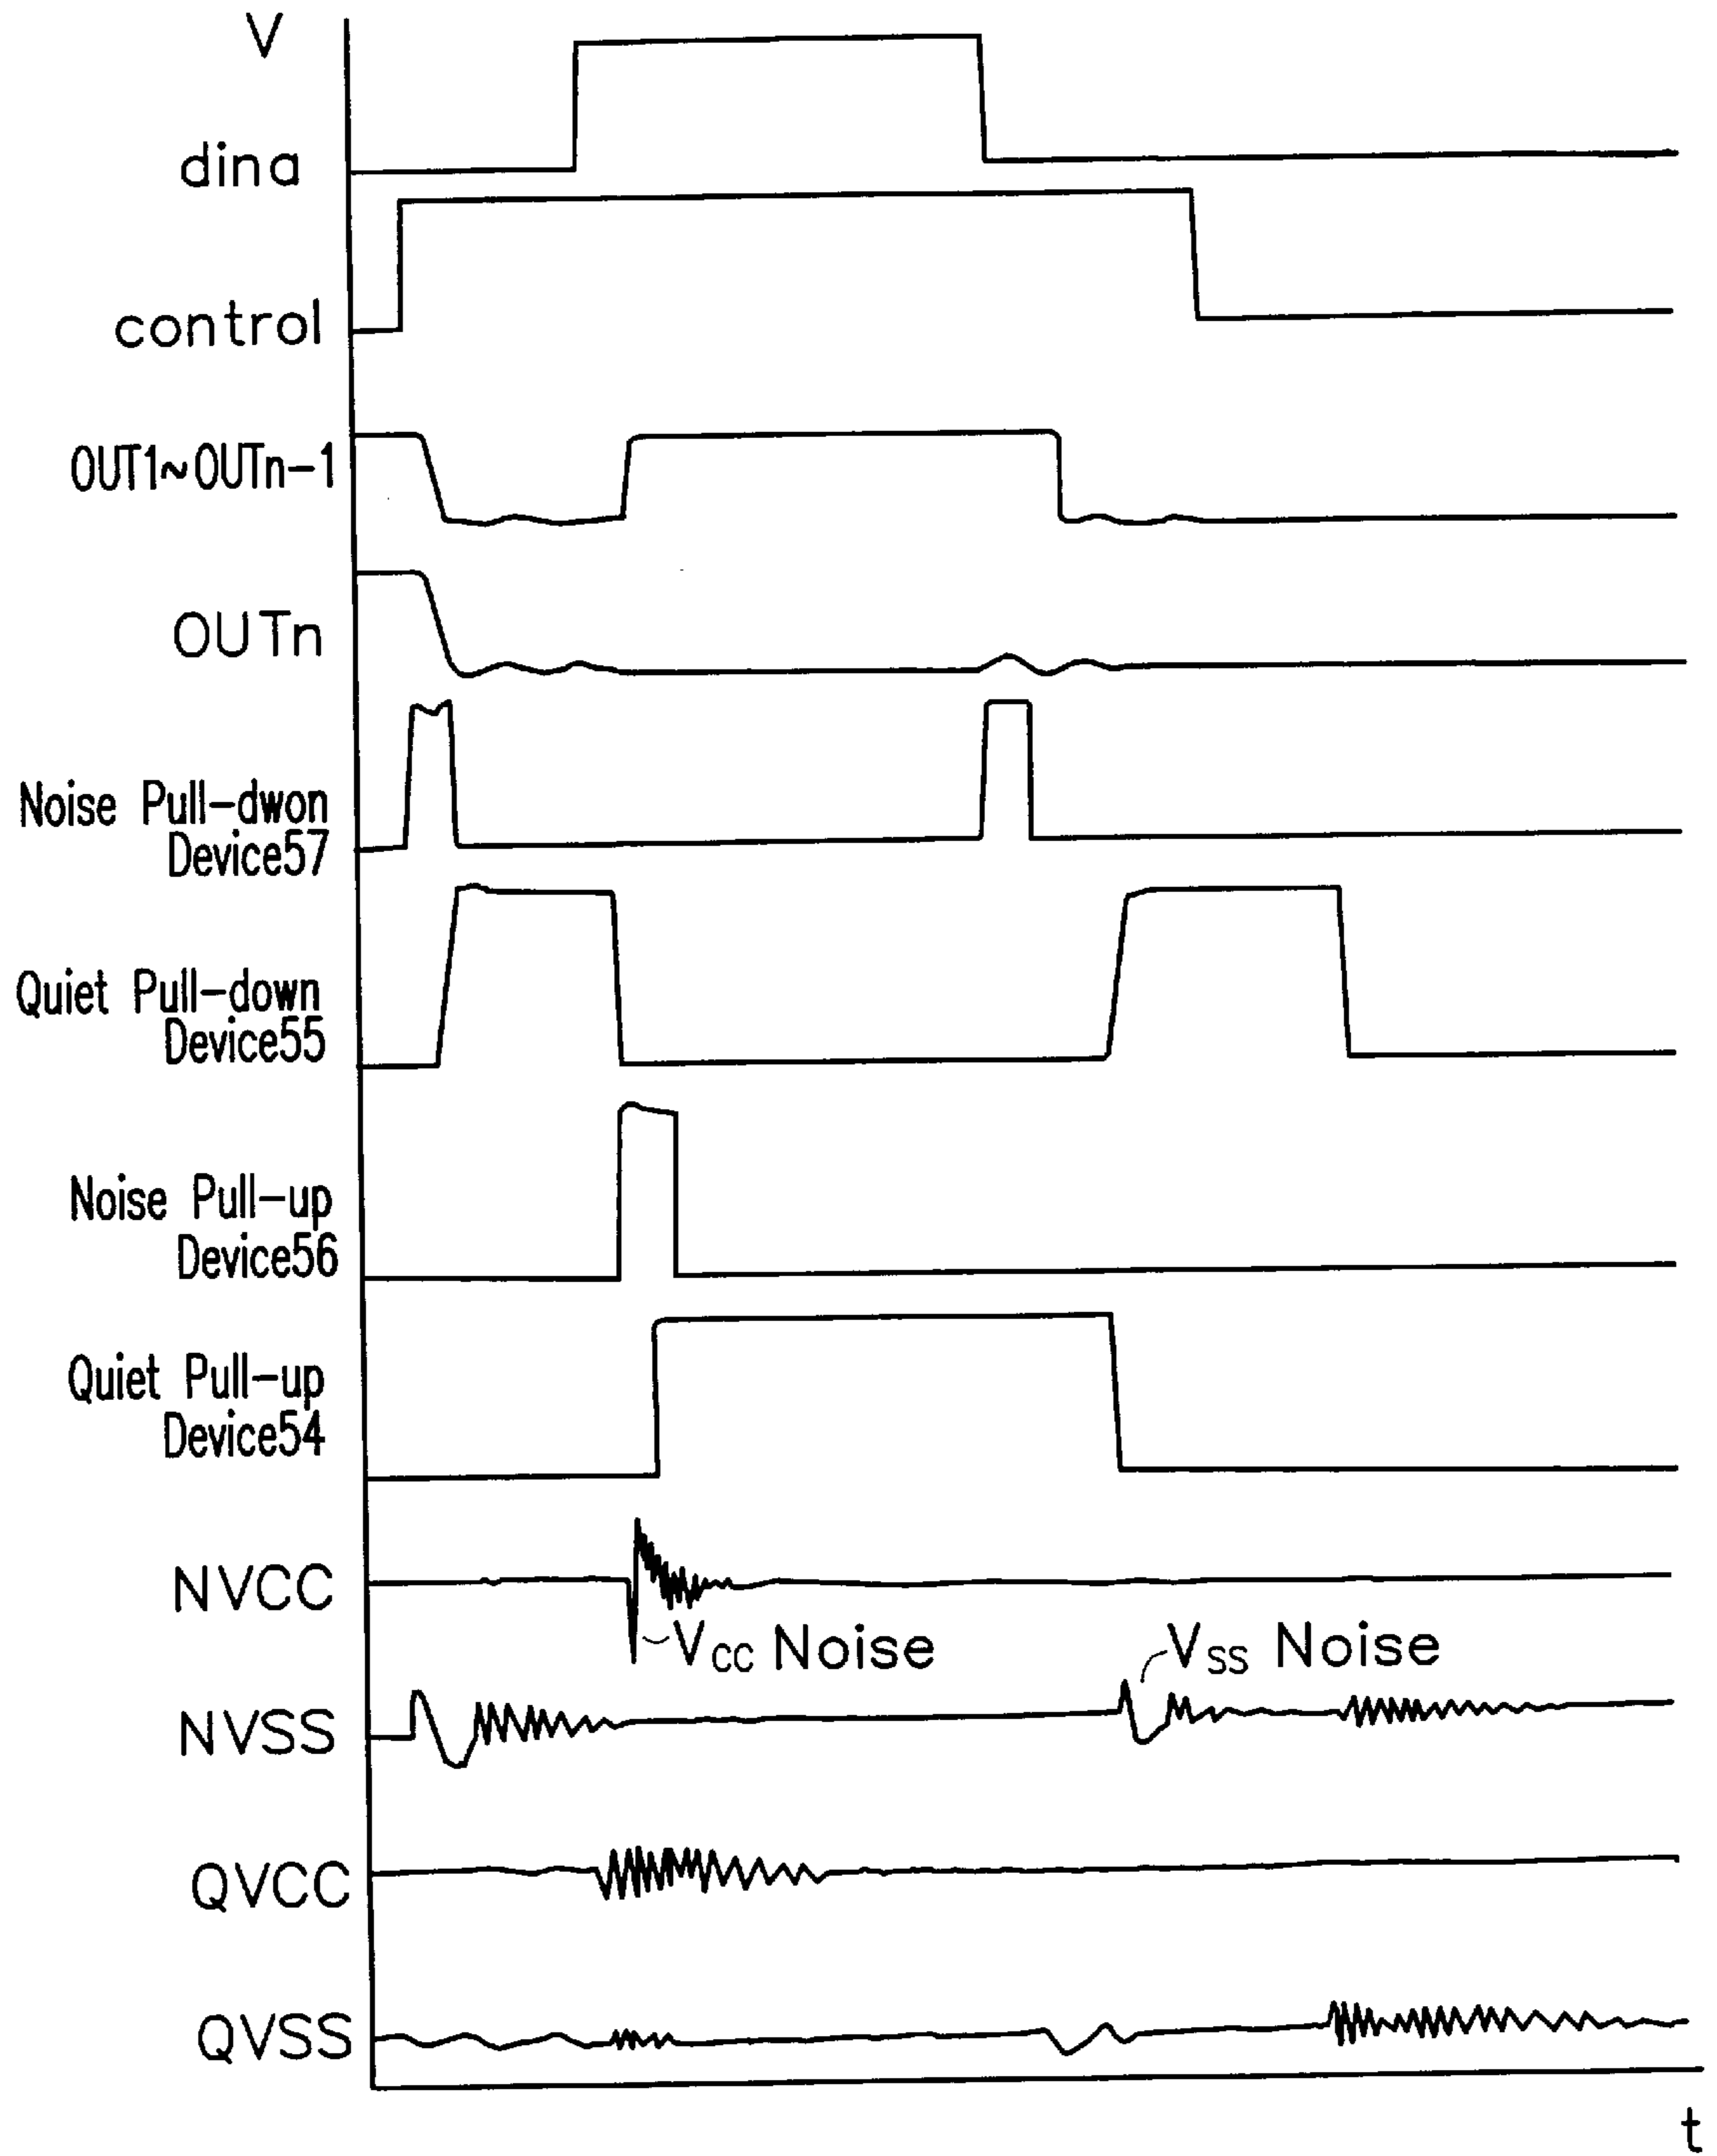 V
dina
control
OUT1~OUTn-1
OUTn
Noise Pull-dwon
Device57
Quiet Pull-down
Device55
Noise Pull-up
Device56
Quiet Pull-up
Device54
NVCC
VCC Noise
VSS Noise
NVSS
QVCC
QVSS
t